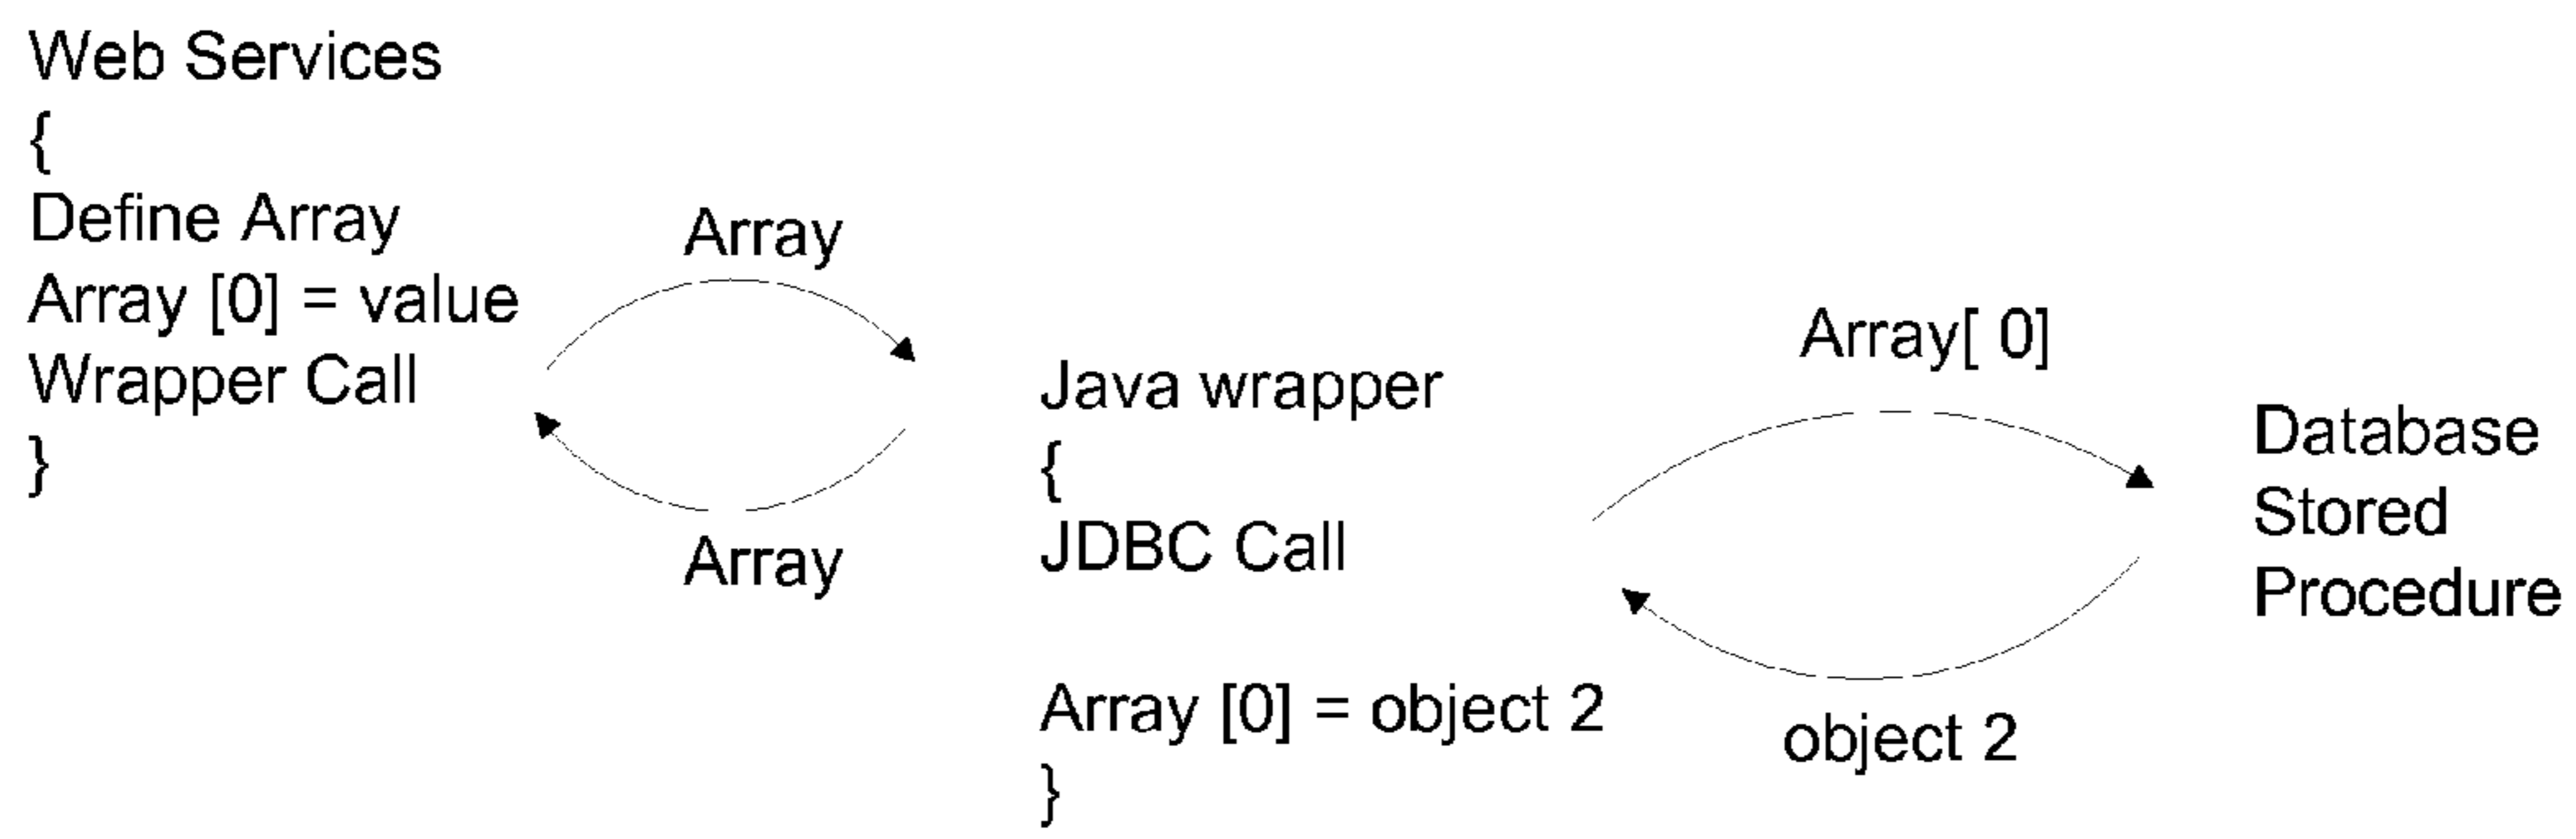 Web Services
{
Define Array
Array [0] = value
Wrapper Call
}
Array
Array
Java wrapper
{
JDBC Call
Array [0] = object 2
}
Array[ 0]
object 2
Database
Stored
Procedure